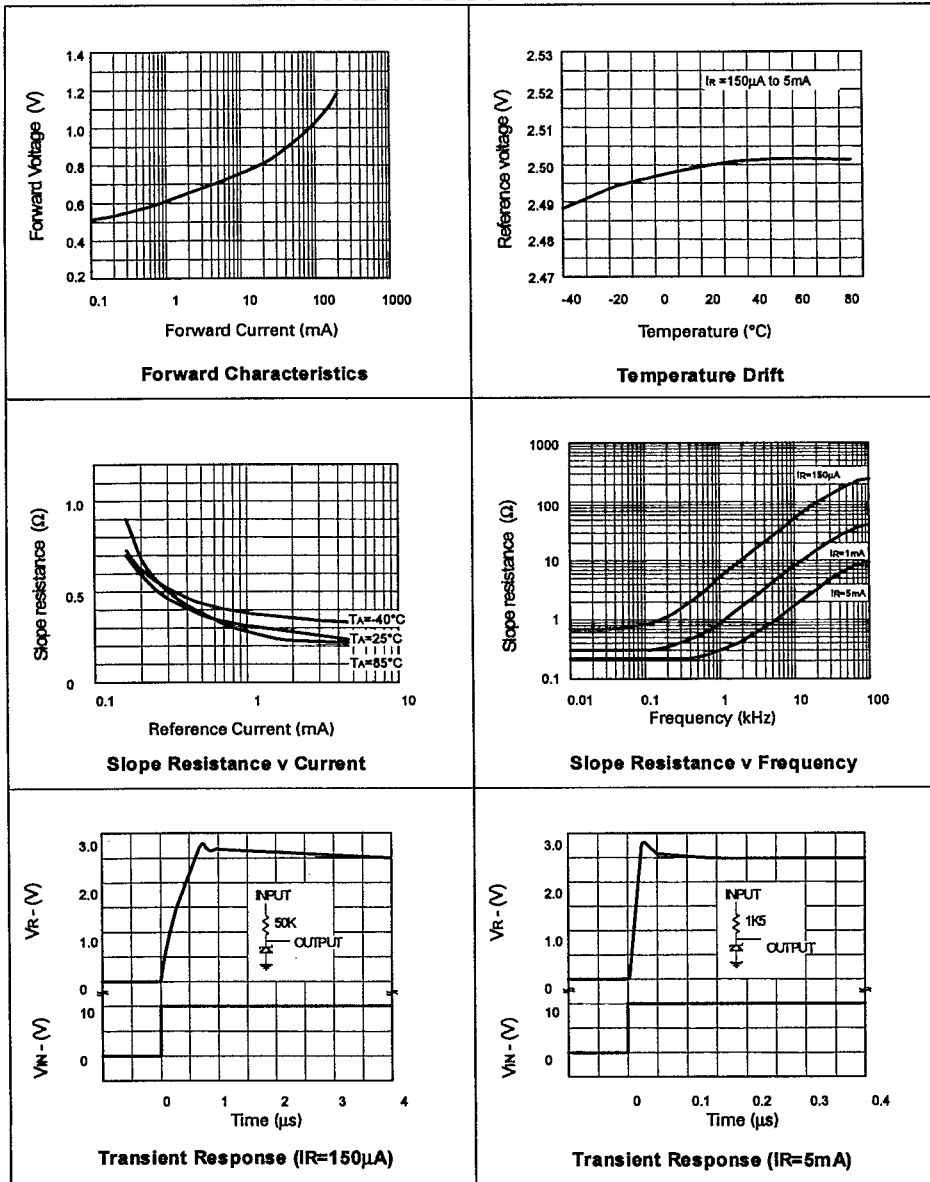 1.4
1.2
1.0
0.8
0.6
0.4
0.2
Forward Voltage (V)
0.1 1 10 100 1000
Forward Current (mA)
Forward Characteristics
2.53
2.52
2.51
2.50
2.49
2.48
2.47
Reference voltage (V)
IR =150µA to 5mA
-40 -20 0 20 40 60 80
Temperature (°C)
Temperature Drift
1.0
0.5
0
Slope resistance (Ω)
TA=-40°C
TA=25°C
TA=85°C
0.1 1 10
Reference Current (mA)
Slope Resistance v Current
1000
100
10
1
0.1
Slope resistance (Ω)
IR=150µA
IR=1mA
IR=5mA
0.01 0.1 1 10 100
Frequency (kHz)
Slope Resistance v Frequency
3.0
2.0
1.0
0
VR - (V)
INPUT
50K
OUTPUT
10
0
VIN - (V)
0 1 2 3 4
Time (µs)
Transient Response (IR=150µA)
3.0
2.0
1.0
0
VR - (V)
INPUT
1K5
OUTPUT
10
0
VIN - (V)
0 0.1 0.1 0.3 0.4
Time (µs)
Transient Response (IR=5mA)